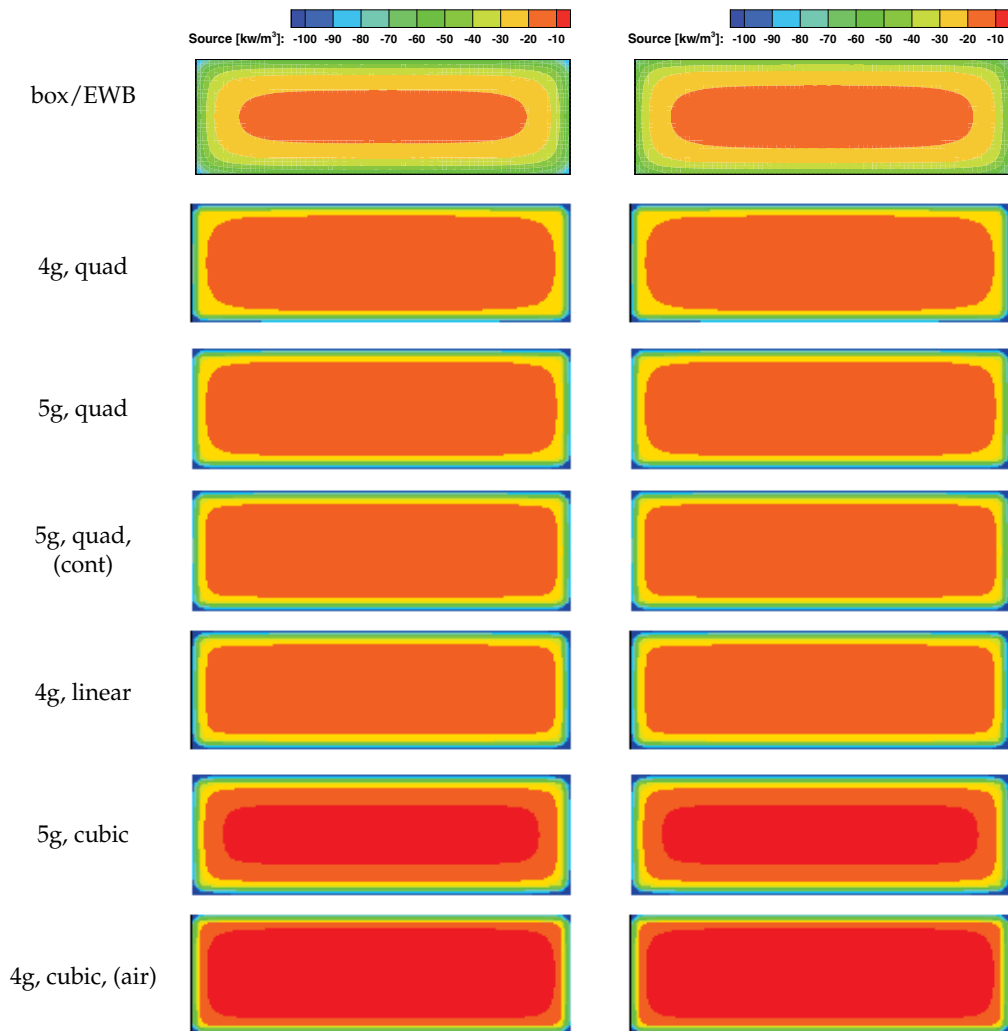 Source [kw/m³]: -100 -90 -80 -70 -60 -50 -40 -30 -20 -10
Source [kw/m³]: -100 -90 -80 -70 -60 -50 -40 -30 -20 -10
box/EWB
4g, quad
5g, quad
5g, quad,
(cont)
4g, linear
5g, cubic
4g, cubic, (air)